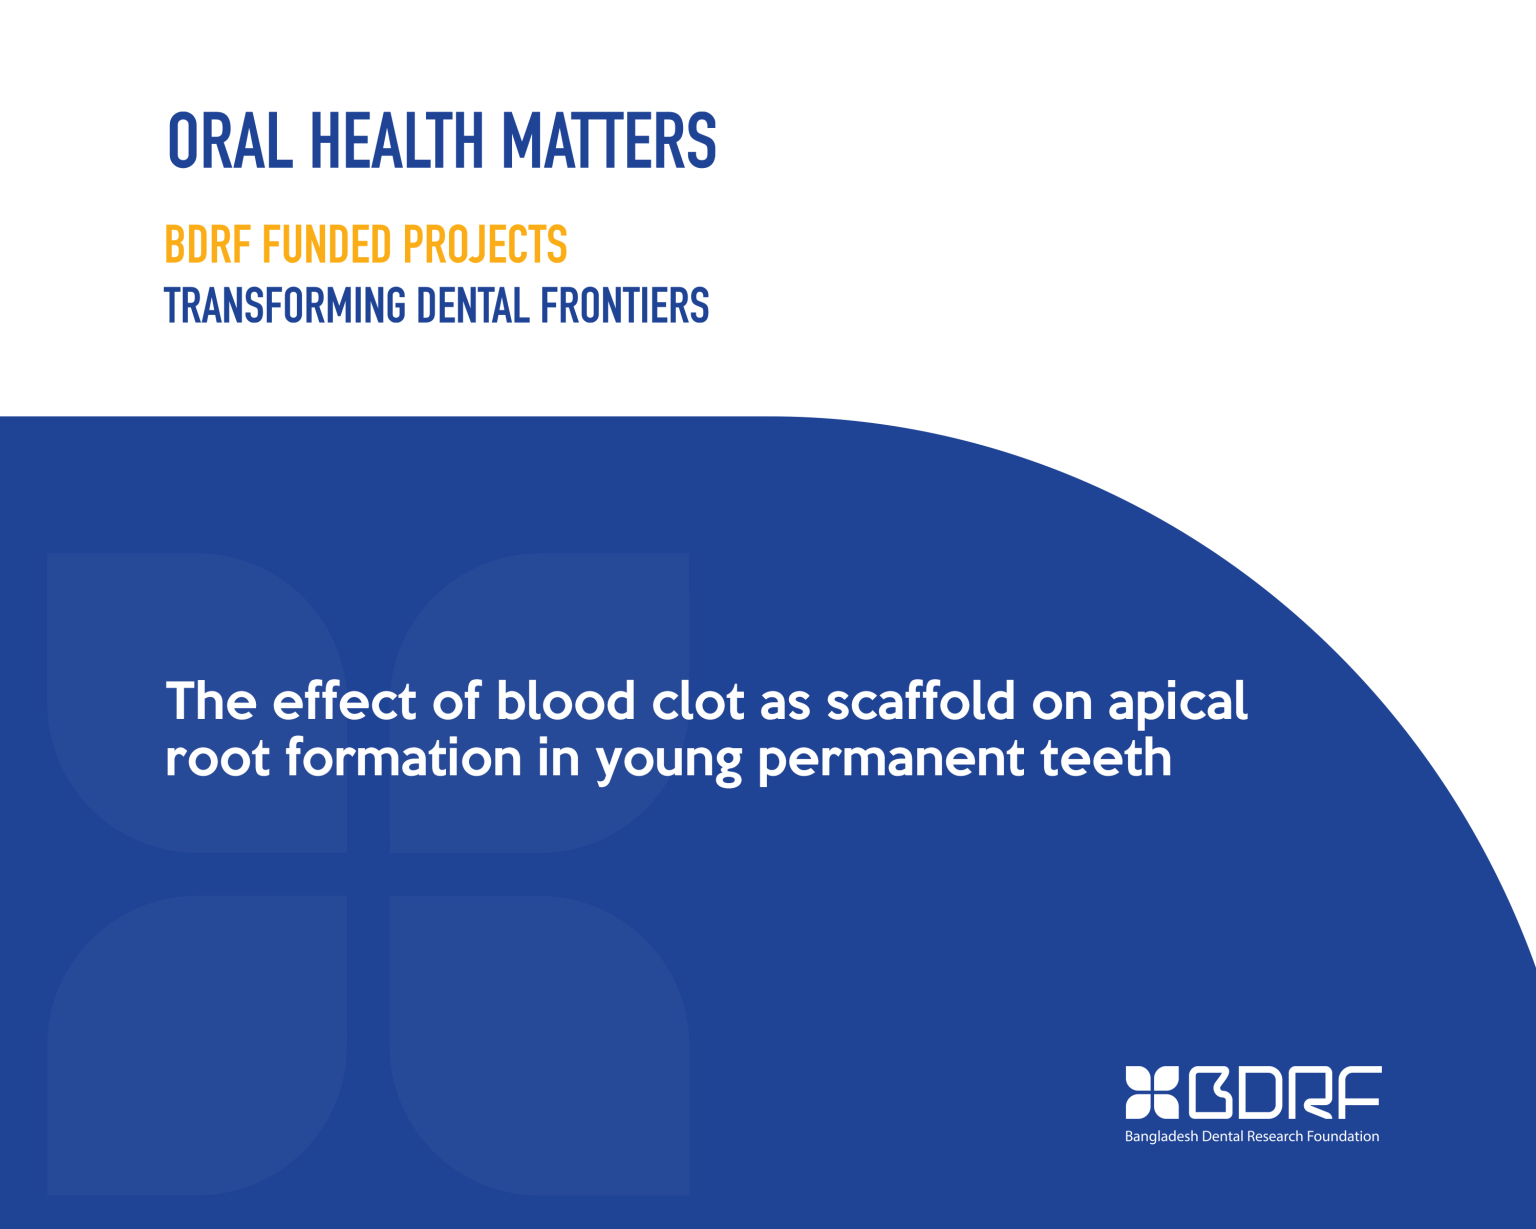 ORAL HEALTH MATTERS
BDRF FUNDED PROJECTS
TRANSFORMING DENTAL FRONTIERS
The effect of blood clot as scaffold on apical
root formation in young permanent teeth
BDRF
Bangladesh Dental Research Foundation